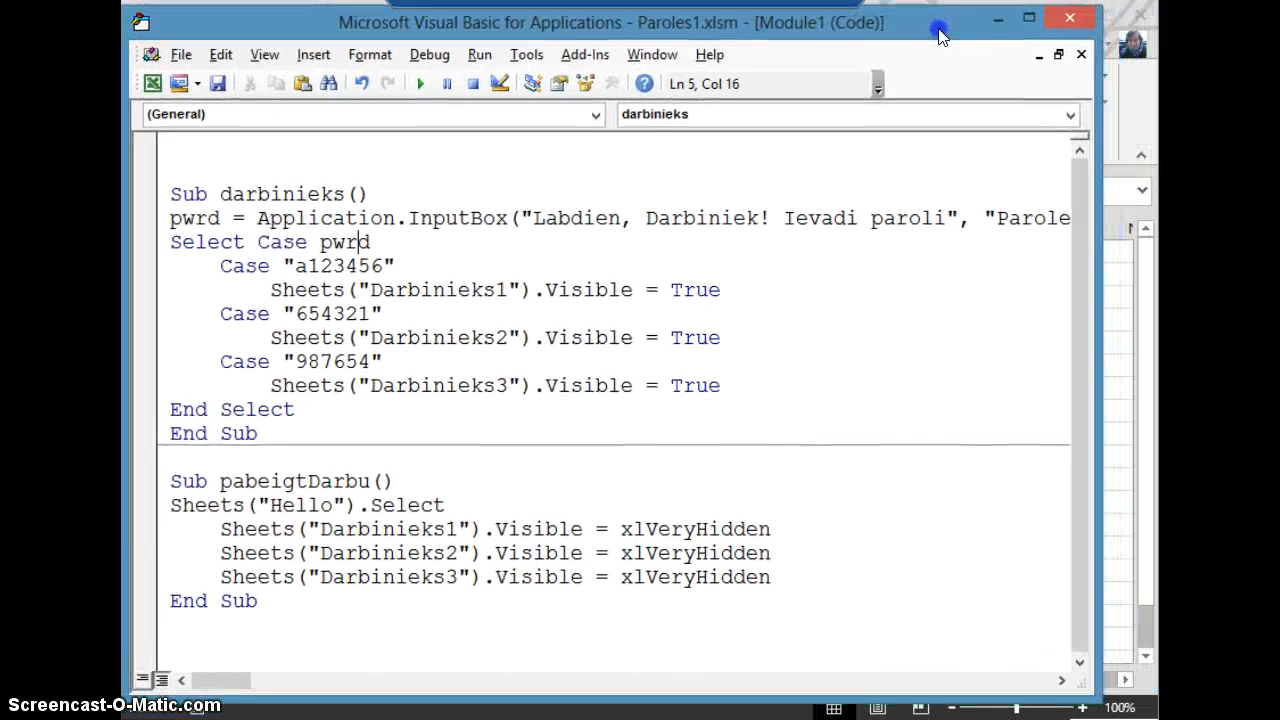 Microsoft Visual Basic for Applications - Paroles1.xlsm - [Module1 (Code)]
File Edit View Insert Format Debug Run Tools Add-Ins Window Help
Ln 5, Col 16
(General) darbinieks
Sub darbinieks()
pwrd = Application.InputBox("Labdien, Darbiniek! Ievadi paroli", "Parole
Select Case pwrd
Case "a123456"
Sheets("Darbinieks1").Visible = True
Case "654321"
Sheets("Darbinieks2").Visible = True
Case "987654"
Sheets("Darbinieks3").Visible = True
End Select
End Sub
Sub pabeigtDarbu()
Sheets("Hello").Select
Sheets("Darbinieks1").Visible = xlVeryHidden
Sheets("Darbinieks2").Visible = xlVeryHidden
Sheets("Darbinieks3").Visible = xlVeryHidden
End Sub
Screencast-O-Matic.com
100%